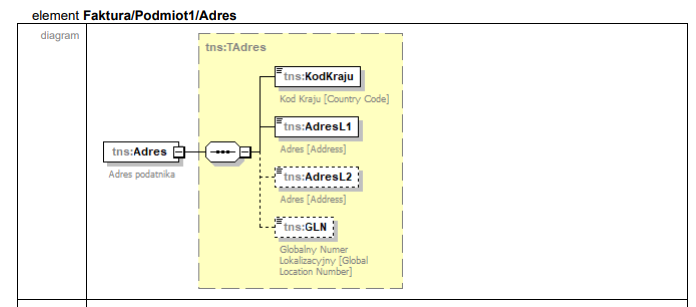 element Faktura/Podmiot1/Adres
diagram
tns:TAdres
tns:KodKraju
Kod Kraju [Country Code]
tns:AdresL1
Adres [Address]
tns:Adres
Adres podatnika
tns:AdresL2
Adres [Address]
tns:GLN
Globalny Numer
Lokalizacyjny [Global
Location Number]